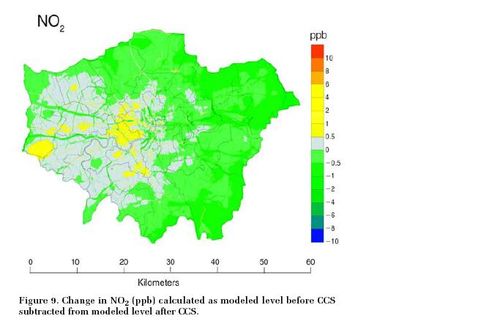 NO2
ppb
10
8
6
4
2
1
0.5
0
-0.5
-1
-2
-4
-6
-8
-10
0 10 20 30 40 50 60
Kilometers
Figure 9. Change in NO2 (ppb) calculated as modeled level before CCS
subtracted from modeled level after CCS.